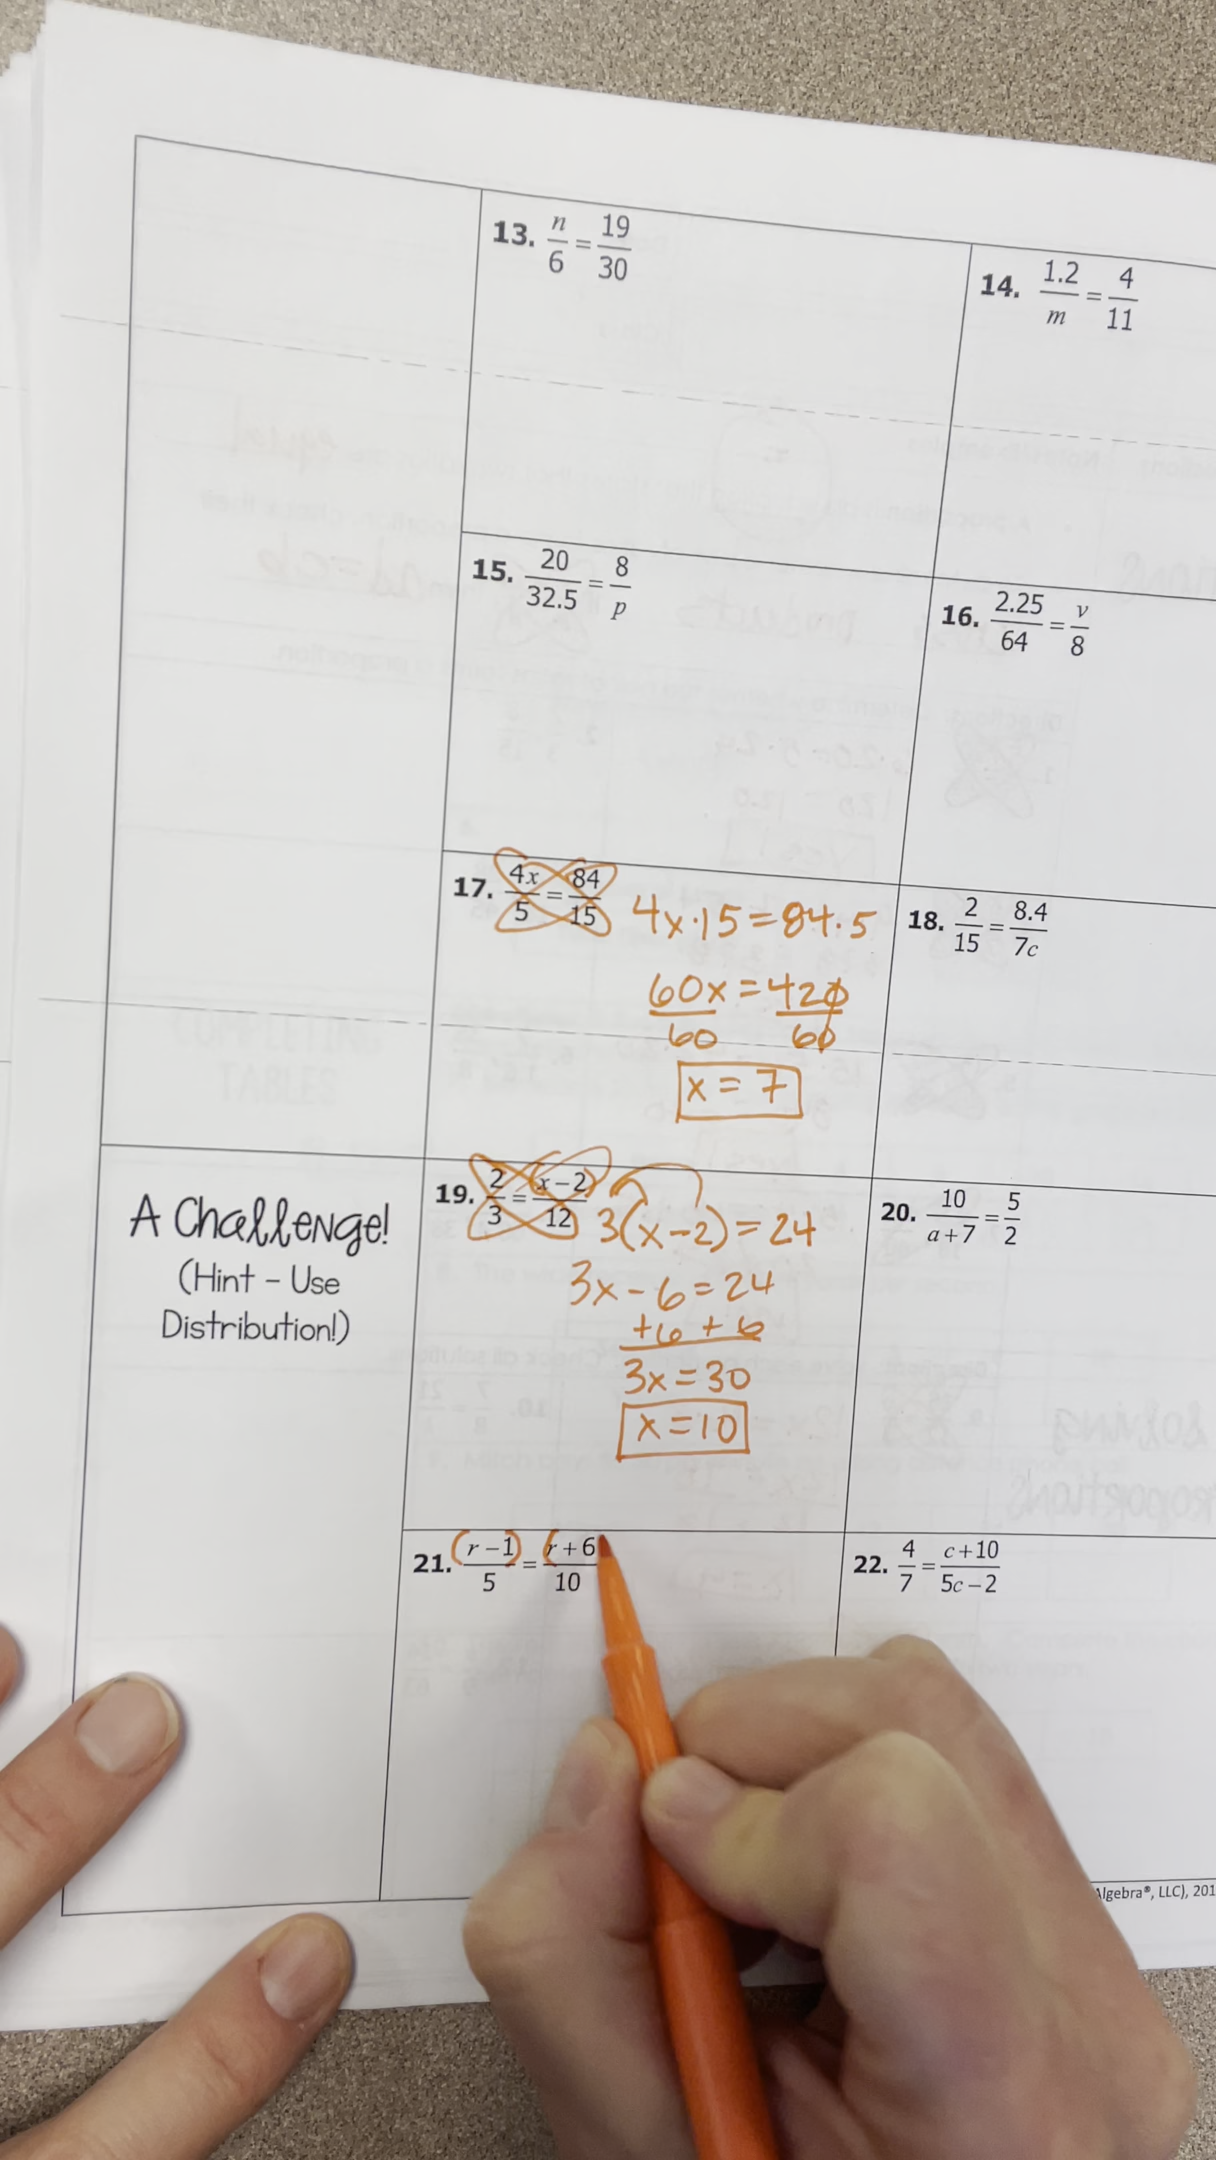 13. n/6 = 19/30
14. 1.2/m = 4/11
15. 20/32.5 = 8/p
16. 2.25/64 = v/8
17. 4x/5 = 84/15
4x·15 = 84·5
60x = 420
60 60
x = 7
18. 2/15 = 8.4/7c
A Challenge!
(Hint – Use
Distribution!)
19. 2/3 = (x – 2)/12
3(x – 2) = 24
3x – 6 = 24
+6 + 6
3x = 30
x = 10
20. 10/a+7 = 5/2
21. (r – 1)/5 = (r + 6/10
22. 4/7 = c+10/5c – 2
Algebra®, LLC), 201